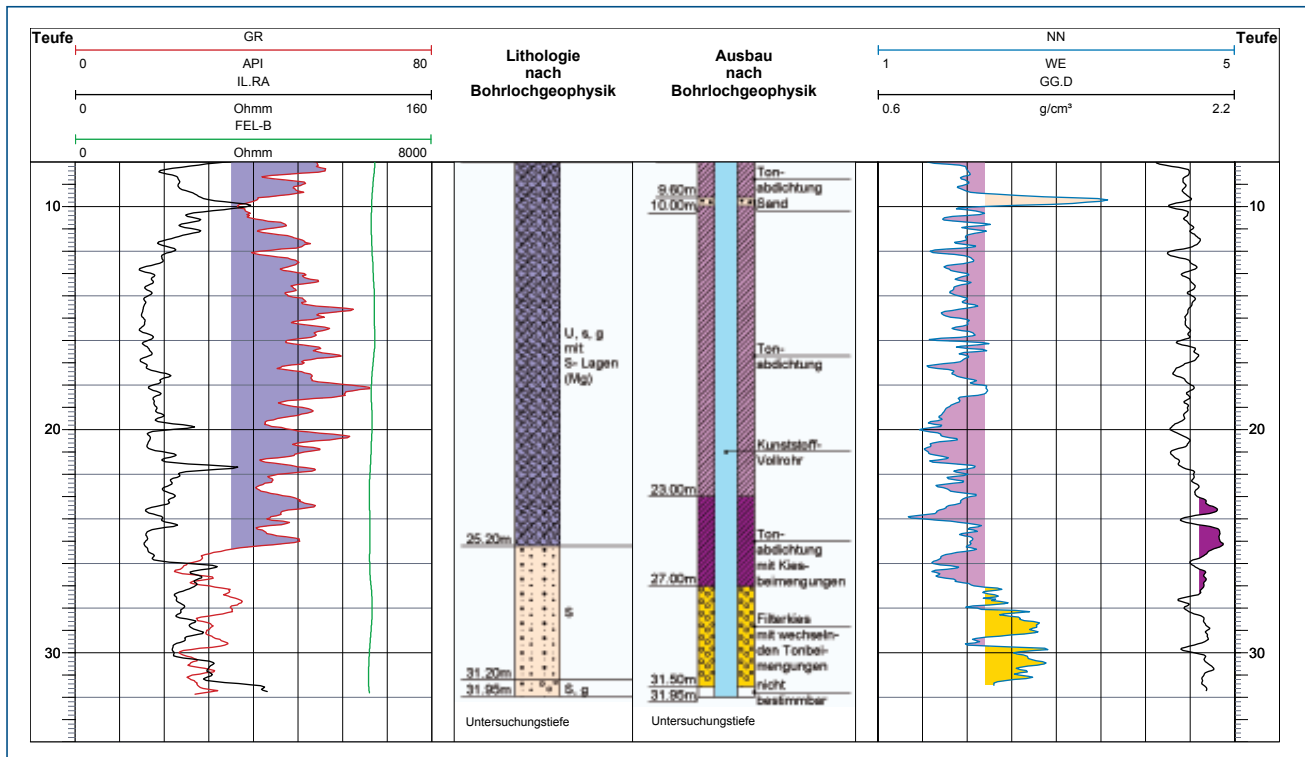 Teufe
GR
0 API 80
IL.RA
0 Ohmm 160
FEL-B
0 Ohmm 8000
Lithologie
nach
Bohrlochgeophysik
Ausbau
nach
Bohrlochgeophysik
NN
1 WE 5
GG.D
0.6 g/cm³ 2.2
Teufe
10
20
30
U, s, g
mit
S- Lagen
(Mg)
25.20m
S
31.20m
31.95m
S, g
Untersuchungstiefe
Ton-
abdichtung
9.60m
Sand
10.00m
Ton-
abdichtung
Kunststoff-
Vollrohr
23.00m
Ton-
abdichtung
mit Kies-
beimengungen
27.00m
Filterkies
mit wechseln-
den Tonbei-
mengungen
31.50m
nicht
31.95m
bestimmbar
Untersuchungstiefe
10
20
30